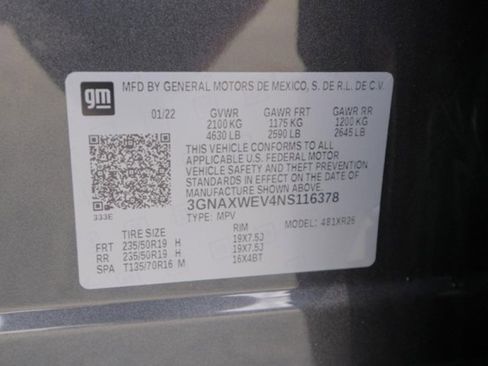 gm
MFD BY GENERAL MOTORS DE MEXICO, S. DE R.L. DE C.V.
01/22 GVWR GAWR FRT GAWR RR
2100 KG 1175 KG 1200 KG
4630 LB 2590 LB 2645 LB
THIS VEHICLE CONFORMS TO ALL
APPLICABLE U.S. FEDERAL MOTOR
VEHICLE SAFETY AND THEFT PREVENTION
STANDARDS IN EFFECT ON THE DATE OF
MANUFACTURE SHOWN ABOVE.
333E
3GNAXWEV4NS116378
TYPE: MPV MODEL: 481XR26
TIRE SIZE RIM
FRT 235/50R19 H 19X7.5J
RR 235/50R19 H 19X7.5J
SPA T135/70R16 M 16X4BT